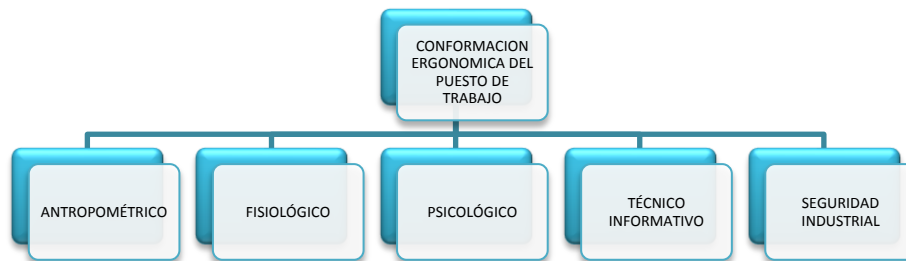 CONFORMACION
ERGONOMICA DEL
PUESTO DE
TRABAJO
ANTROPOMÉTRICO
FISIOLÓGICO
PSICOLÓGICO
TÉCNICO
INFORMATIVO
SEGURIDAD
INDUSTRIAL